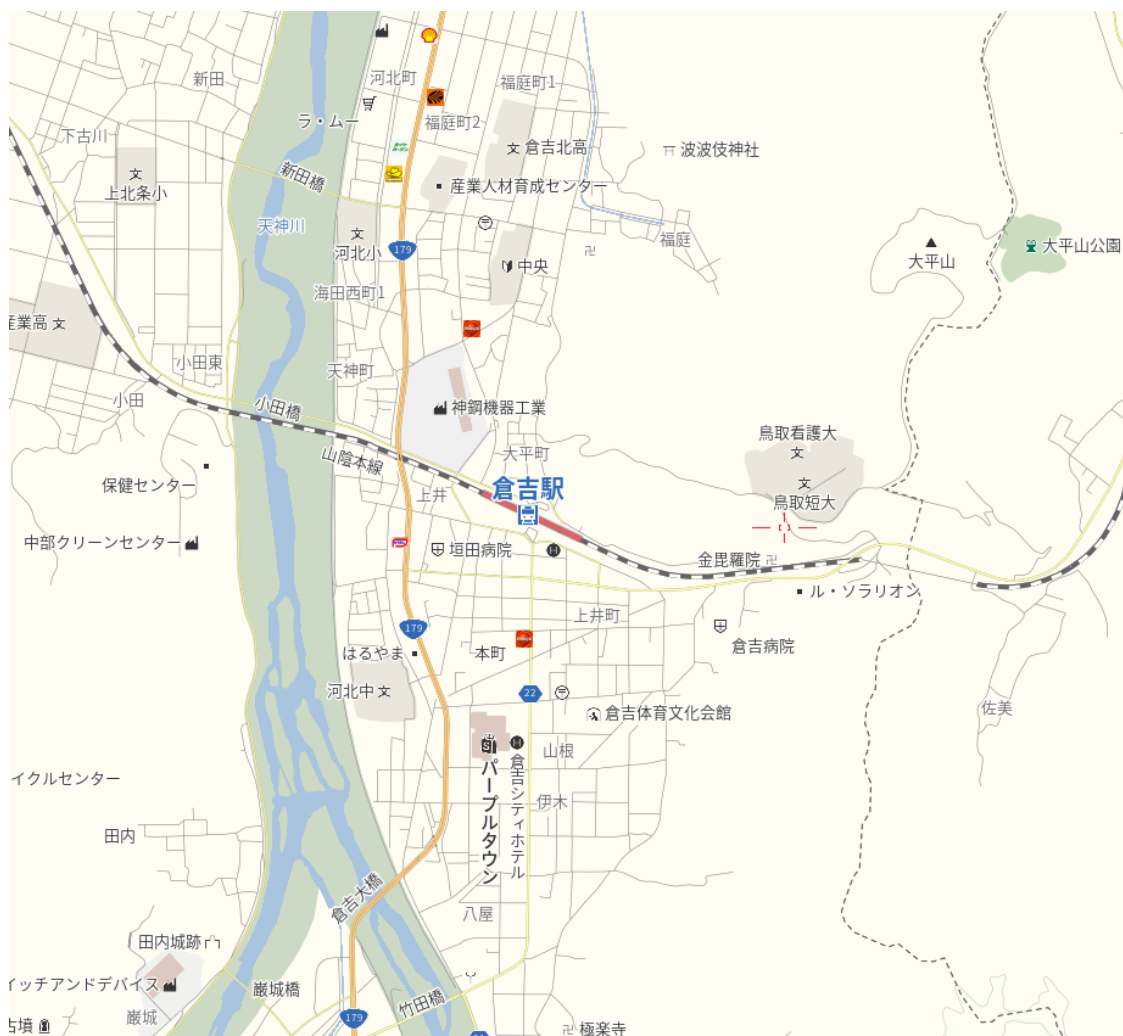 新田
河北町
福庭町1
ラ・ムー
福庭町2
下古川
倉吉北高
波波伎神社
新田橋
上北条小
産業人材育成センター
天神川
河北小
179
福庭
大平山公園
中央
大平山
海田西町1
産業高
小田東
天神町
小田
小田橋
神鋼機器工業
鳥取看護大
大平町
山陰本線
保健センター
上井
倉吉駅
鳥取短大
中部クリーンセンター
垣田病院
H
金毘羅院
ル・ソラリオン
上井町
179
倉吉病院
はるやま
本町
河北中
22
倉吉体育文化会館
佐美
山根
S
H
イクルセンター
パープルタウン
倉吉シティホテル
伊木
田内
倉吉大橋
八屋
田内城跡
イッチアンドデバイス
巌城橋
竹田橋
巌城
179
古墳
極楽寺